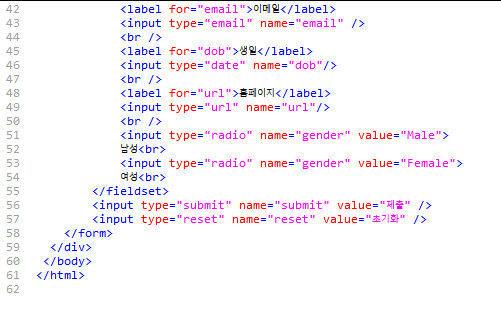 42 <label for="email">이메일</label>
43 <input type="email" name="email" />
44 <br />
45 <label for="dob">생일</label>
46 <input type="date" name="dob"/>
47 <br />
48 <label for="url">홈페이지</label>
49 <input type="url" name="url"/>
50 <br />
51 <input type="radio" name="gender" value="Male">
52 남성<br>
53 <input type="radio" name="gender" value="Female">
54 여성<br>
55 </fieldset>
56 <input type="submit" name="submit" value="제출" />
57 <input type="reset" name="reset" value="초기화" />
58 </form>
59 </div>
60 </body>
61 </html>
62